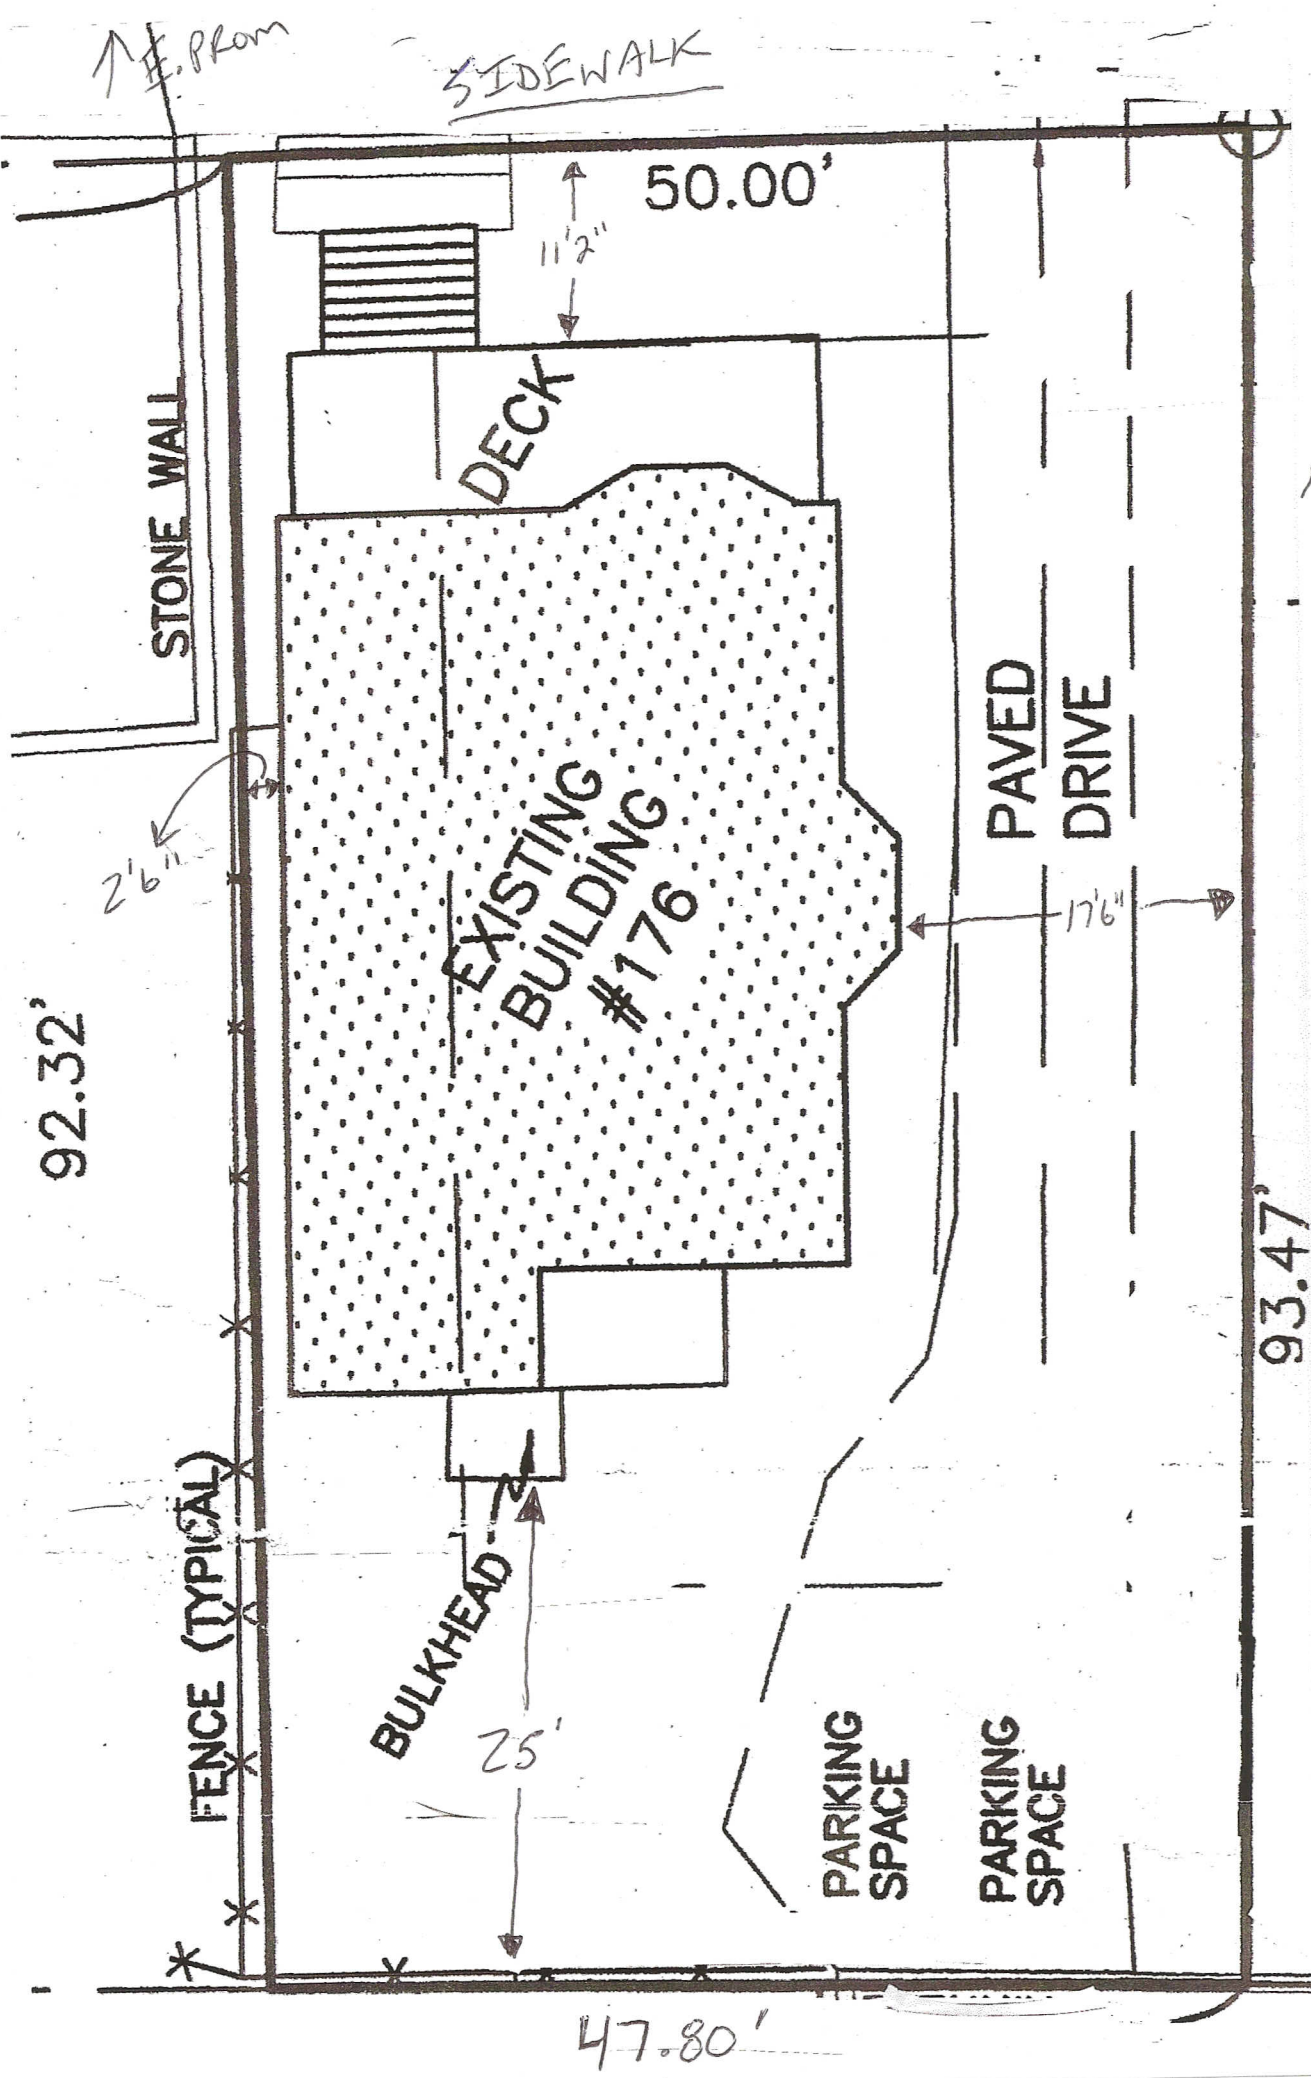 ↑ E. PROM
SIDEWALK
50.00'
11'2"
DECK
STONE WALL
EXISTING
BUILDING
#176
PAVED
DRIVE
2'6"
17'6"
92.32'
93.47'
FENCE (TYPICAL)
BULKHEAD
25'
PARKING
SPACE
PARKING
SPACE
47.80'